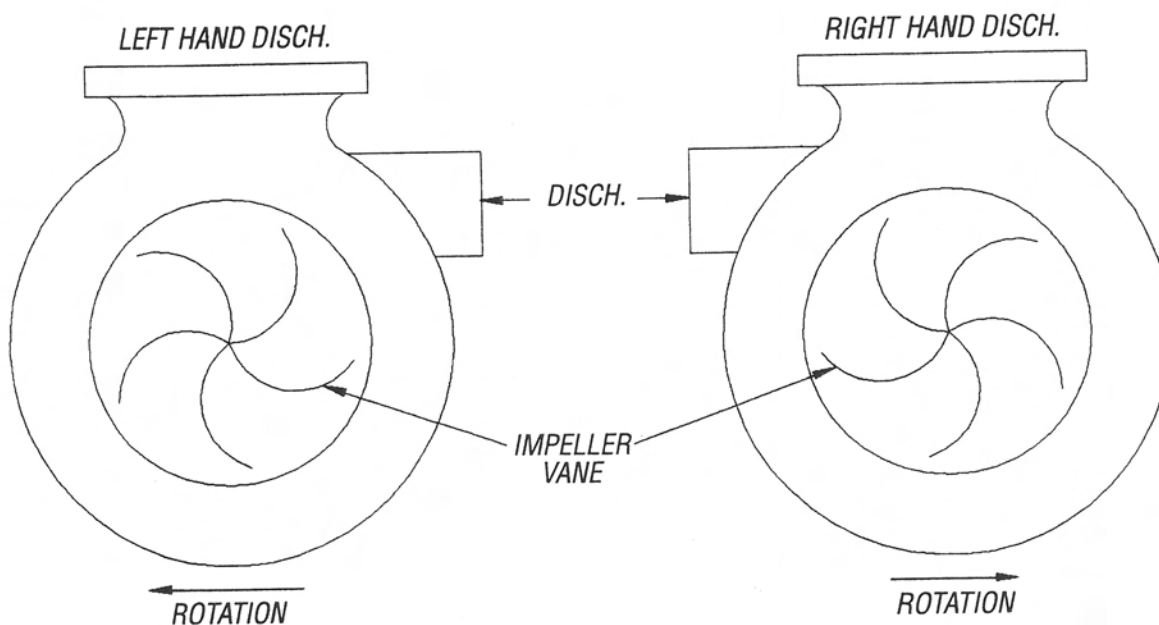 LEFT HAND DISCH.
RIGHT HAND DISCH.
DISCH.
IMPELLER
VANE
ROTATION
ROTATION